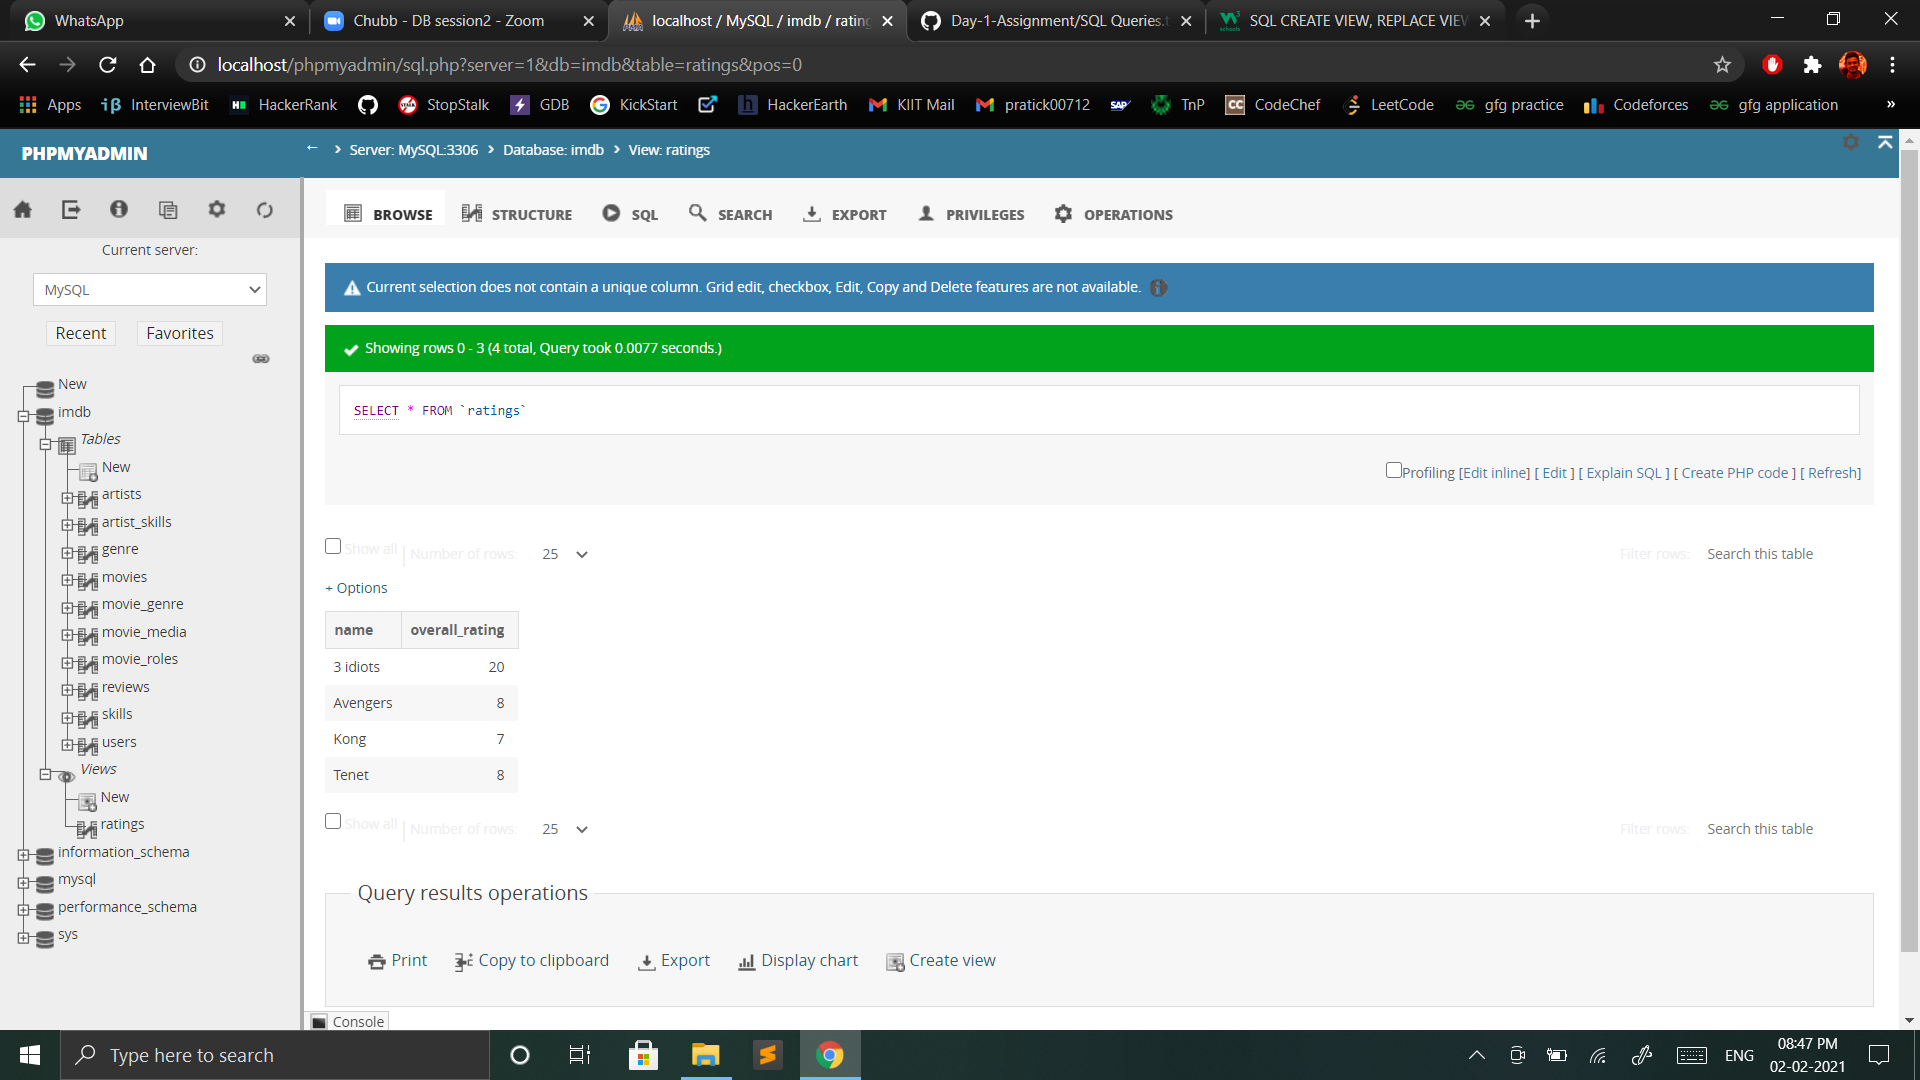 WhatsApp
Chubb - DB session2 - Zoom
localhost / MySQL / imdb / rating
Day-1-Assignment/SQL Queries.t
SQL CREATE VIEW, REPLACE VIEW
localhost/phpmyadmin/sql.php?server=1&db=imdb&table=ratings&pos=0
Apps InterviewBit HackerRank StopStalk GDB KickStart HackerEarth KIIT Mail pratick00712 TnP CodeChef LeetCode gfg practice Codeforces gfg application »
PHPMYADMIN
Server: MySQL:3306 Database: imdb View: ratings
BROWSE STRUCTURE SQL SEARCH EXPORT PRIVILEGES OPERATIONS
Current server:
MySQL
Recent Favorites
New
imdb
Tables
New
artists
artist_skills
genre
movies
movie_genre
movie_media
movie_roles
reviews
skills
users
Views
New
ratings
information_schema
mysql
performance_schema
sys
Current selection does not contain a unique column. Grid edit, checkbox, Edit, Copy and Delete features are not available.
Showing rows 0 - 3 (4 total, Query took 0.0077 seconds.)
SELECT * FROM `ratings`
Profiling [Edit inline] [ Edit ] [ Explain SQL ] [ Create PHP code ] [ Refresh]
Show all | Number of rows: 25 Filter rows: Search this table
+ Options
name overall_rating
3 idiots 20
Avengers 8
Kong 7
Tenet 8
Show all | Number of rows: 25 Filter rows: Search this table
Query results operations
Print Copy to clipboard Export Display chart Create view
Console
Type here to search
ENG
08:47 PM
02-02-2021